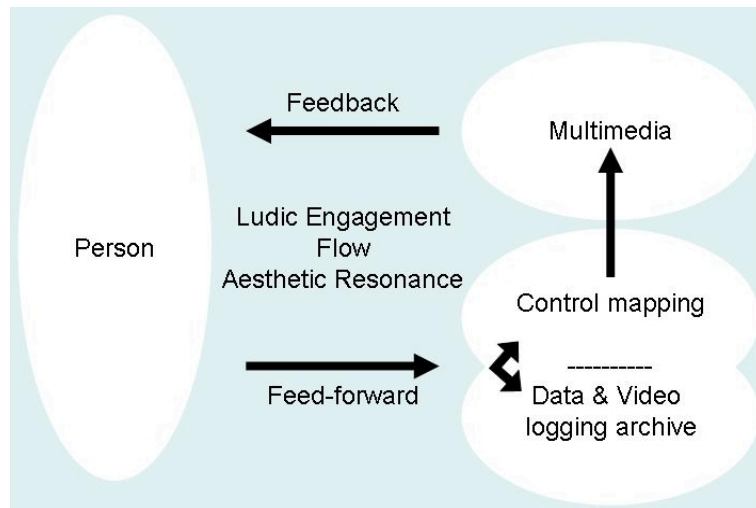 Feedback
Multimedia
Person
Ludic Engagement
Flow
Aesthetic Resonance
Control mapping
----------
Feed-forward
Data & Video
logging archive